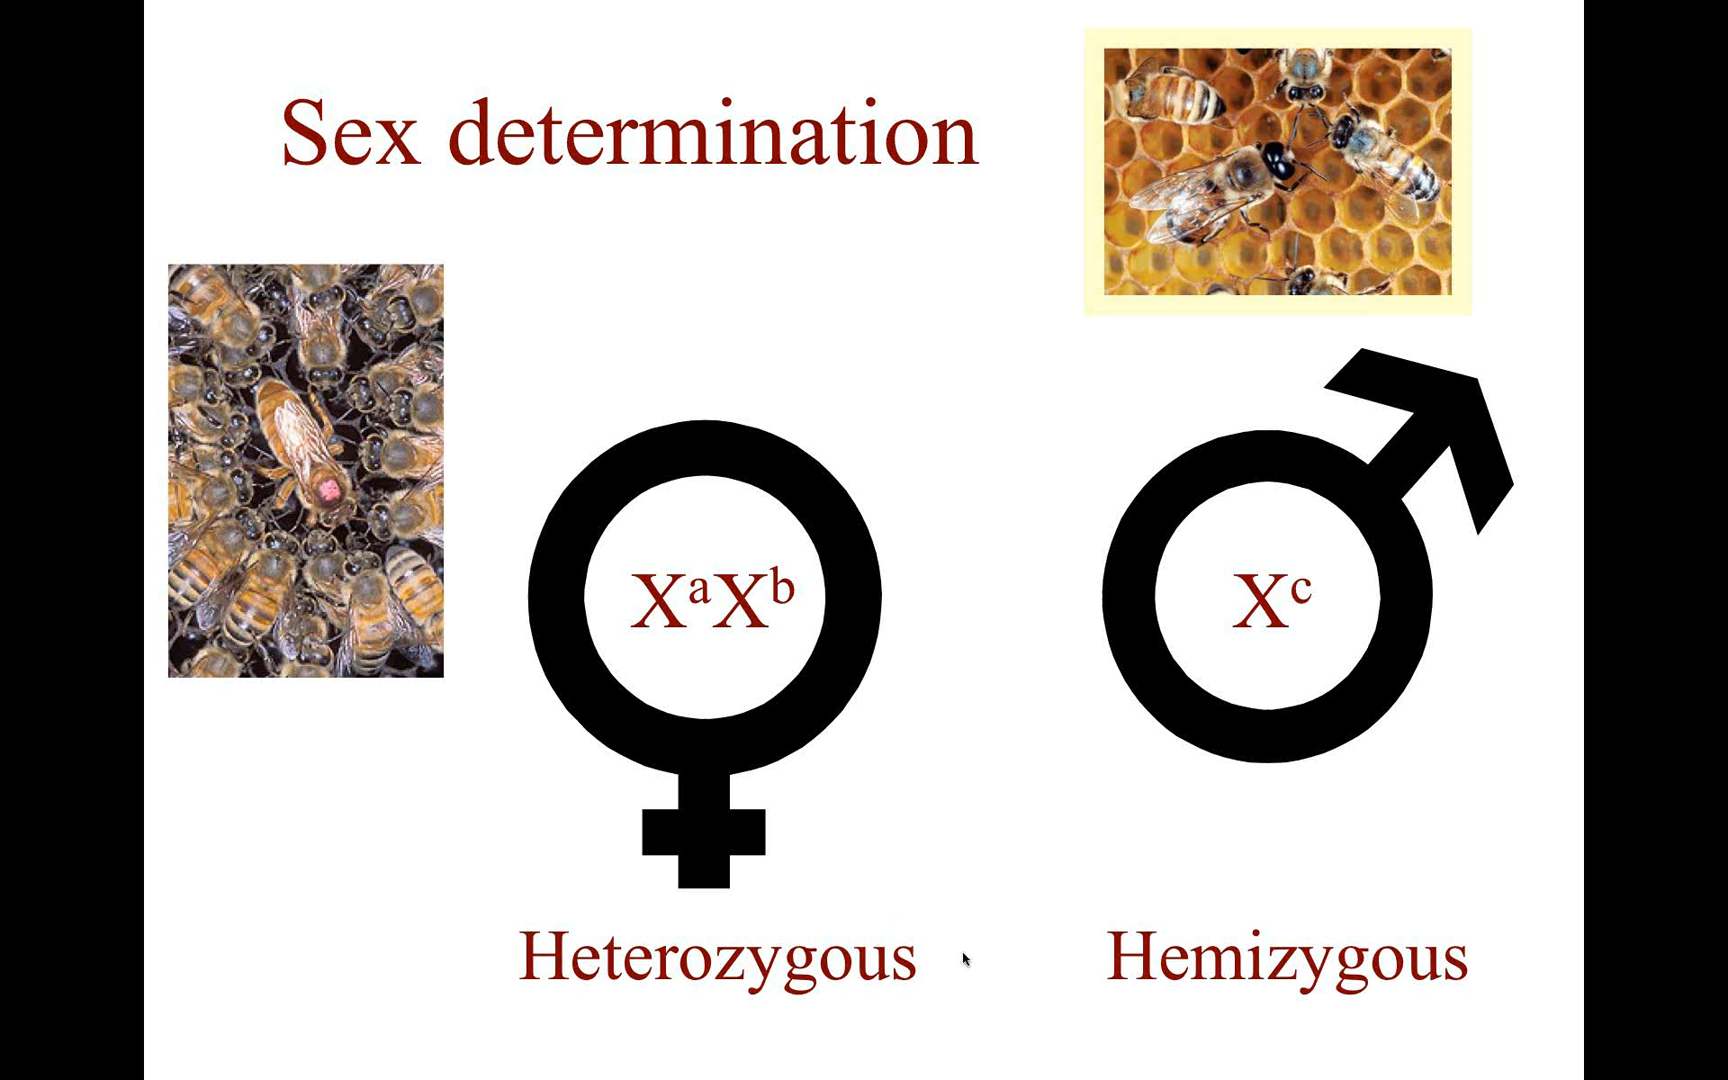 Sex determination
XᵃXᵇ
Xᶜ
Heterozygous
Hemizygous